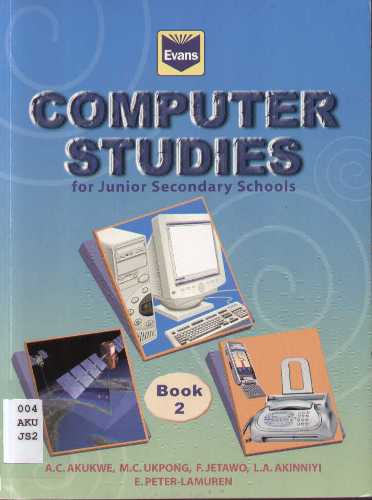 Evans
COMPUTER
STUDIES
for Junior Secondary Schools
Book
2
004
AKU
JS2
A.C. AKUKWE, M.C. UKPONG, F. JETAWO, L.A. AKINNIYI
E. PETER-LAMUREN